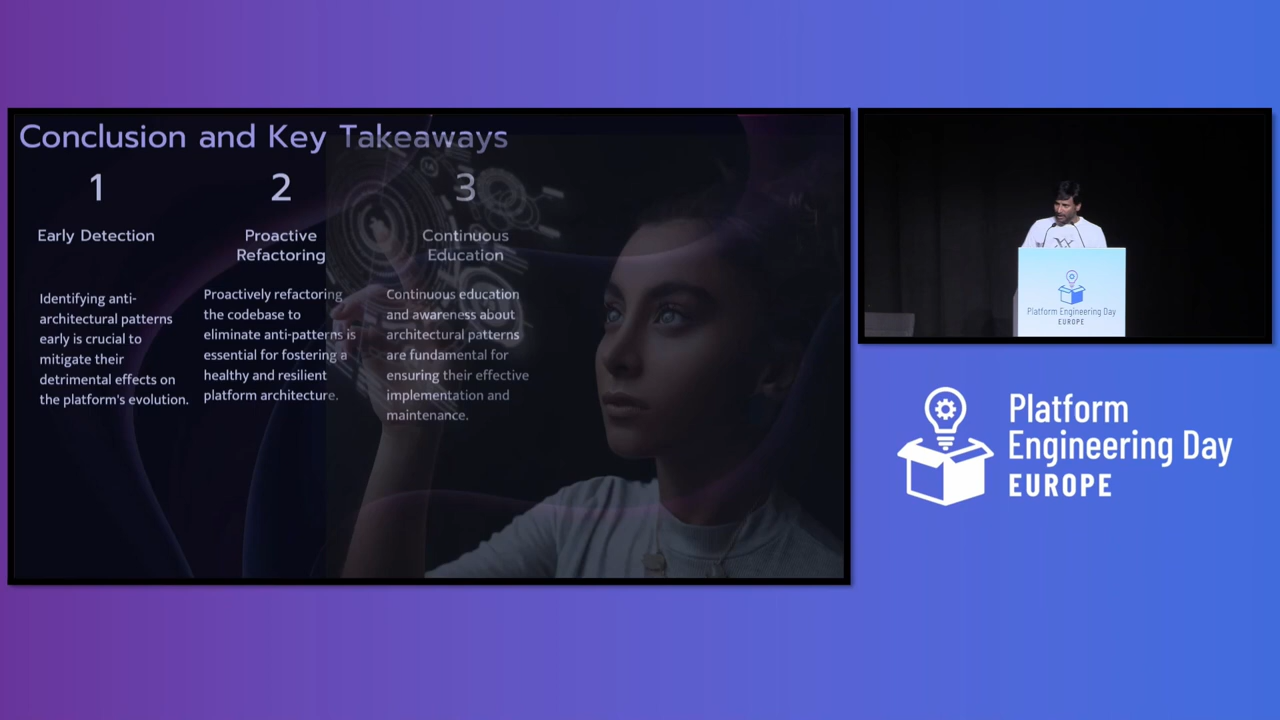 Conclusion and Key Takeaways
1
Early Detection
Identifying anti-
architectural patterns
early is crucial to
mitigate their
detrimental effects on
the platform's evolution.
2
Proactive
Refactoring
Proactively refactoring
the codebase to
eliminate anti-patterns is
essential for fostering a
healthy and resilient
platform architecture.
3
Continuous
Education
Continuous education
and awareness about
architectural patterns
are fundamental for
ensuring their effective
implementation and
maintenance.
Platform Engineering Day
EUROPE
Platform
Engineering Day
EUROPE